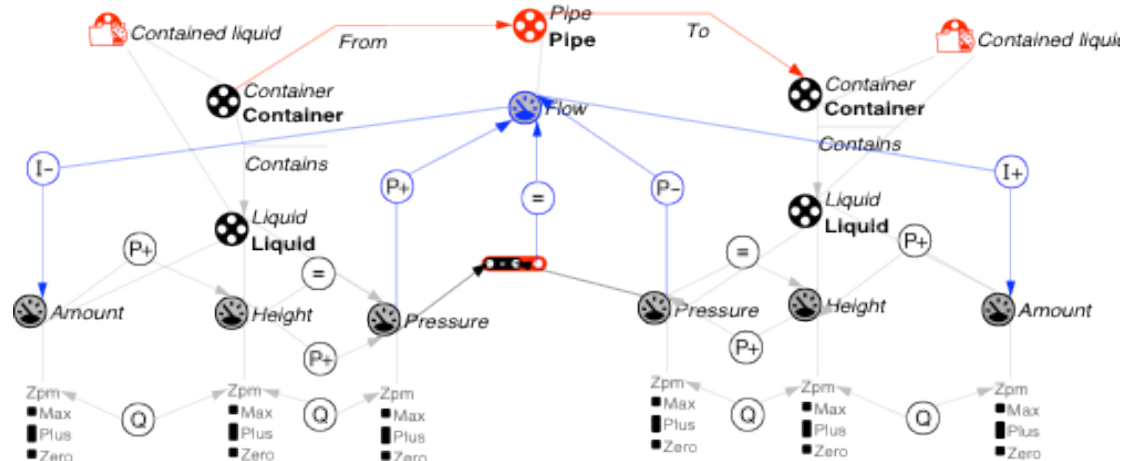 Contained liquid
From
Pipe
Pipe
To
Contained liqui
Container
Container
Container
Container
Flow
Contains
Contains
I-
P+
=
P-
I+
Liquid
Liquid
Liquid
Liquid
P+
=
=
P+
Amount
Height
Pressure
Pressure
Height
Amount
P+
P+
Zpm
Zpm
Zpm
Zpm
Zpm
Zpm
Q
Q
Q
Q
Max
Max
Max
Max
Max
Max
Plus
Plus
Plus
Plus
Plus
Plus
Zero
Zero
Zero
Zero
Zero
Zero